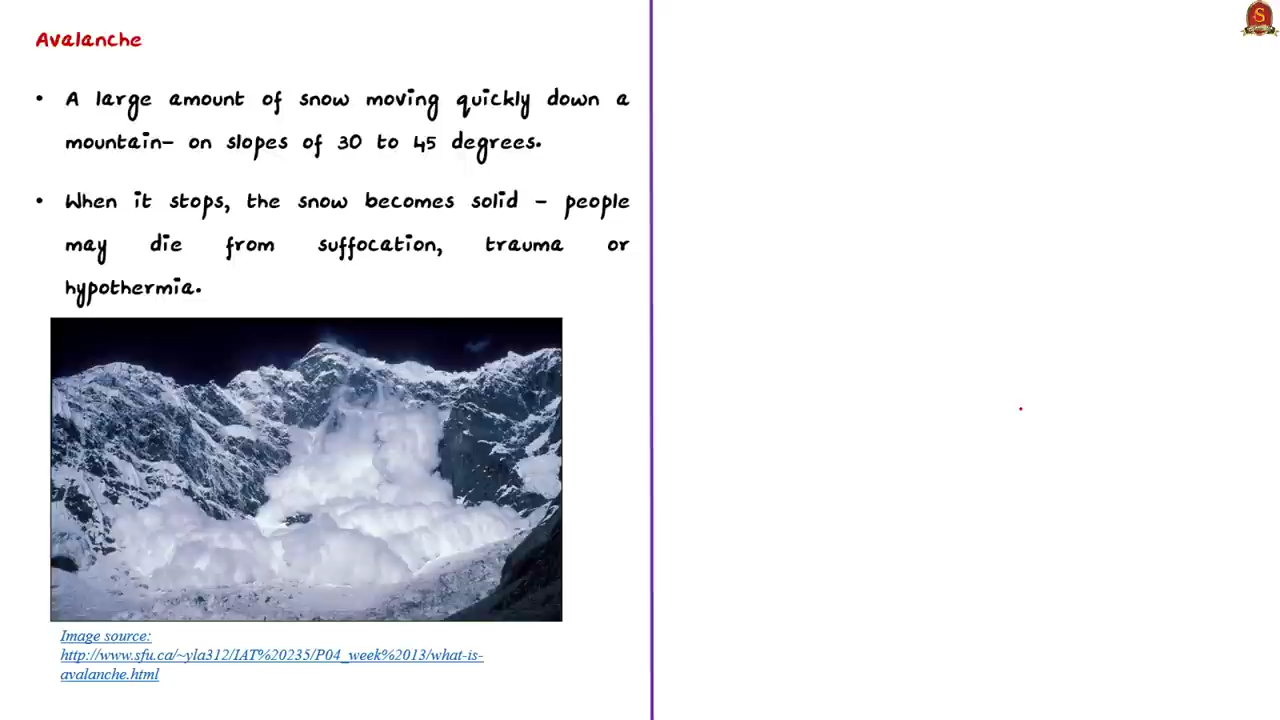 Avalanche
• A large amount of snow moving quickly down a
mountain- on slopes of 30 to 45 degrees.
• When it stops, the snow becomes solid - people
may die from suffocation, trauma or
hypothermia.
Image source:
http://www.sfu.ca/~yla312/IAT%20235/P04_week%2013/what-is-
avalanche.html